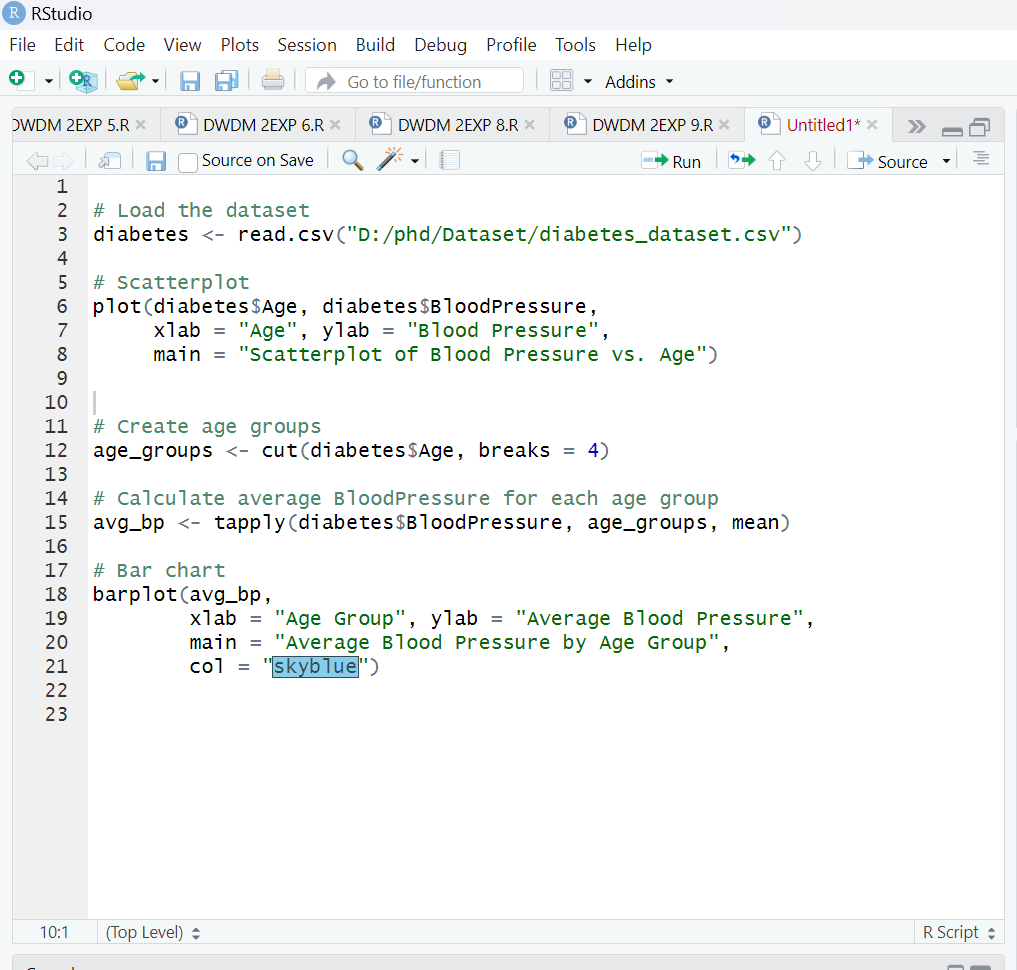 R RStudio
File Edit Code View Plots Session Build Debug Profile Tools Help
R Go to file/function Addins
DWDM 2EXP 5.R R DWDM 2EXP 6.R R DWDM 2EXP 8.R R DWDM 2EXP 9.R R Untitled1*
Source on Save Run Source
1
2 # Load the dataset
3 diabetes <- read.csv("D:/phd/Dataset/diabetes_dataset.csv")
4
5 # Scatterplot
6 plot(diabetes$Age, diabetes$BloodPressure,
7 xlab = "Age", ylab = "Blood Pressure",
8 main = "Scatterplot of Blood Pressure vs. Age")
9
10
11 # Create age groups
12 age_groups <- cut(diabetes$Age, breaks = 4)
13
14 # Calculate average BloodPressure for each age group
15 avg_bp <- tapply(diabetes$BloodPressure, age_groups, mean)
16
17 # Bar chart
18 barplot(avg_bp,
19 xlab = "Age Group", ylab = "Average Blood Pressure",
20 main = "Average Blood Pressure by Age Group",
21 col = "skyblue")
22
23
10:1 (Top Level) R Script